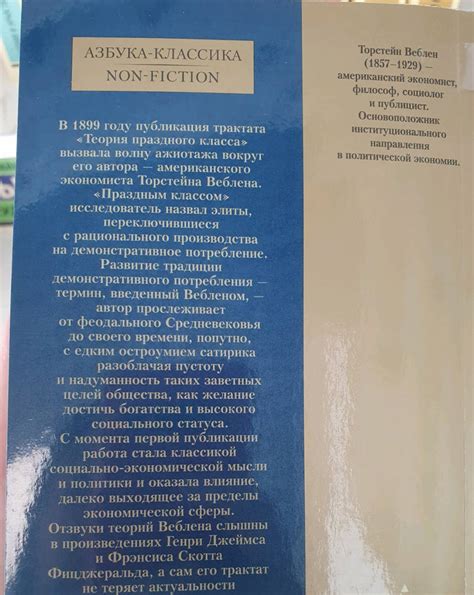 АЗБУКА-КЛАССИКА
NON-FICTION
В 1899 году публикация трактата
«Теория праздного класса»
вызвала волну ажиотажа вокруг
его автора — американского
экономиста Торстейна Веблена.
«Праздным классом»
исследователь назвал элиты,
переключившиеся
с рационального производства
на демонстративное потребление.
Развитие традиции
демонстративного потребления —
термин, введенный Вебленом, —
автор прослеживает
от феодального Средневековья
до своего времени, попутно,
с едким остроумием сатирика
разоблачая пустоту
и надуманность таких заветных
целей общества, как желание
достичь богатства и высокого
социального статуса.
С момента первой публикации
работа стала классикой
социально-экономической мысли
и политики и оказала влияние,
далеко выходящее за пределы
экономической сферы.
Отзвуки теорий Веблена слышны
в произведениях Генри Джеймса
и Фрэнсиса Скотта
Фицджеральда, а сам его трактат
не теряет актуальности
Торстейн Веблен
(1857–1929) —
американский экономист,
философ, социолог
и публицист.
Основоположник
институционального
направления
в политической экономии.